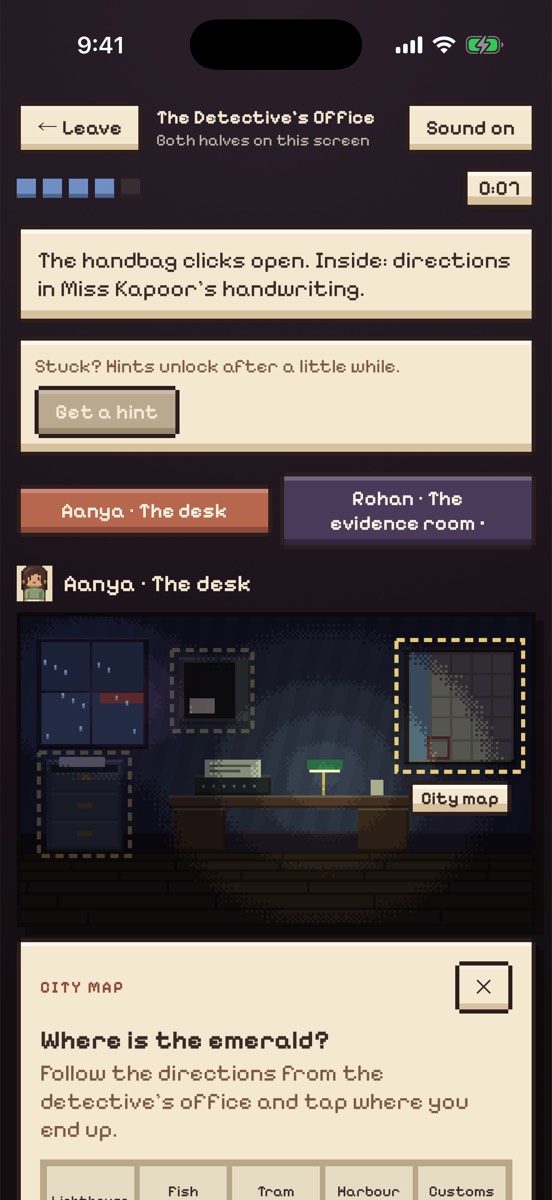 9:41
← Leave
The Detective's Office
Both halves on this screen
Sound on
0:07
The handbag clicks open. Inside: directions
in Miss Kapoor's handwriting.
Stuck? Hints unlock after a little while.
Get a hint
Aanya · The desk
Rohan · The
evidence room ·
Aanya · The desk
City map
CITY MAP
×
Where is the emerald?
Follow the directions from the
detective's office and tap where you
end up.
Lighthouse
Fish
Tram
Harbour
Customs